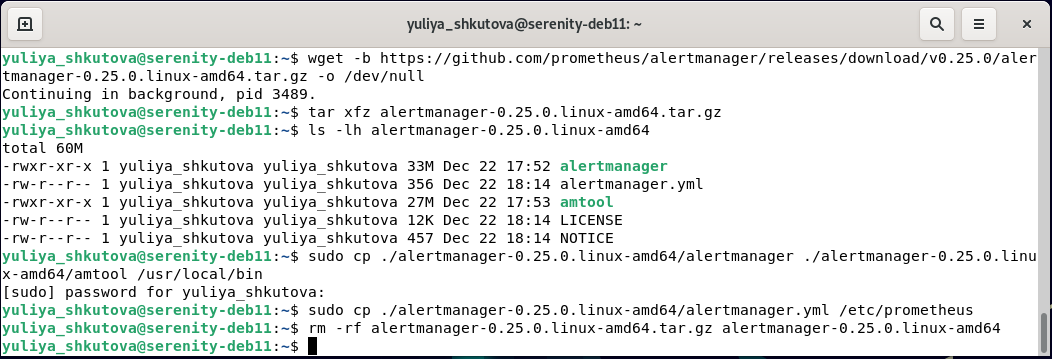 yuliya_shkutova@serenity-deb11: ~
yuliya_shkutova@serenity-deb11:~$ wget -b https://github.com/prometheus/alertmanager/releases/download/v0.25.0/aler
tmanager-0.25.0.linux-amd64.tar.gz -o /dev/null
Continuing in background, pid 3489.
yuliya_shkutova@serenity-deb11:~$ tar xfz alertmanager-0.25.0.linux-amd64.tar.gz
yuliya_shkutova@serenity-deb11:~$ ls -lh alertmanager-0.25.0.linux-amd64
total 60M
-rwxr-xr-x 1 yuliya_shkutova yuliya_shkutova 33M Dec 22 17:52 alertmanager
-rw-r--r-- 1 yuliya_shkutova yuliya_shkutova 356 Dec 22 18:14 alertmanager.yml
-rwxr-xr-x 1 yuliya_shkutova yuliya_shkutova 27M Dec 22 17:53 amtool
-rw-r--r-- 1 yuliya_shkutova yuliya_shkutova 12K Dec 22 18:14 LICENSE
-rw-r--r-- 1 yuliya_shkutova yuliya_shkutova 457 Dec 22 18:14 NOTICE
yuliya_shkutova@serenity-deb11:~$ sudo cp ./alertmanager-0.25.0.linux-amd64/alertmanager ./alertmanager-0.25.0.linu
x-amd64/amtool /usr/local/bin
[sudo] password for yuliya_shkutova:
yuliya_shkutova@serenity-deb11:~$ sudo cp ./alertmanager-0.25.0.linux-amd64/alertmanager.yml /etc/prometheus
yuliya_shkutova@serenity-deb11:~$ rm -rf alertmanager-0.25.0.linux-amd64.tar.gz alertmanager-0.25.0.linux-amd64
yuliya_shkutova@serenity-deb11:~$